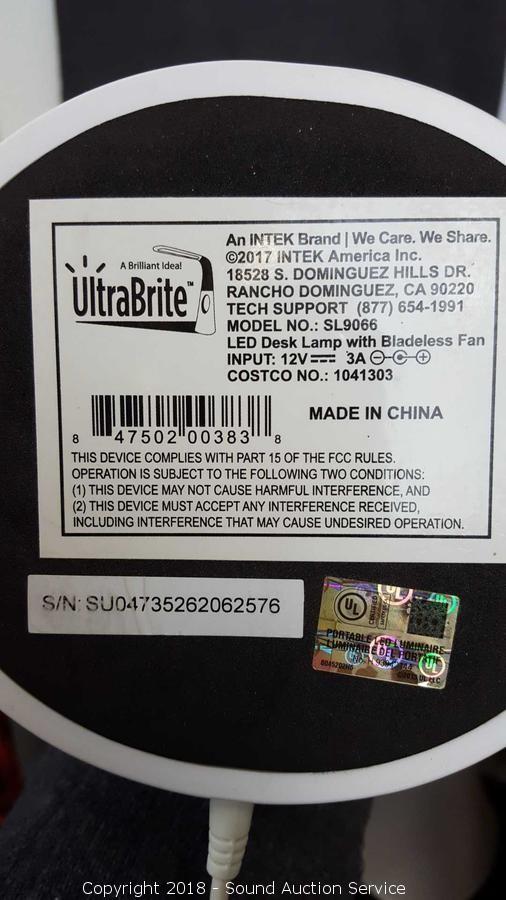 An INTEK Brand | We Care. We Share.
©2017 INTEK America Inc.
18528 S. DOMINGUEZ HILLS DR.
RANCHO DOMINGUEZ, CA 90220
TECH SUPPORT (877) 654-1991
MODEL NO.: SL9066
LED Desk Lamp with Bladeless Fan
INPUT: 12V 3A
COSTCO NO.: 1041303
A Brilliant Idea!
UltraBrite™
8 47502 00383 8
MADE IN CHINA
THIS DEVICE COMPLIES WITH PART 15 OF THE FCC RULES.
OPERATION IS SUBJECT TO THE FOLLOWING TWO CONDITIONS:
(1) THIS DEVICE MAY NOT CAUSE HARMFUL INTERFERENCE, AND
(2) THIS DEVICE MUST ACCEPT ANY INTERFERENCE RECEIVED,
INCLUDING INTERFERENCE THAT MAY CAUSE UNDESIRED OPERATION.
S/N: SU04735262062576
UL
CERTIFIED
PORTABLE LED LUMINAIRE
LUMINAIRE DEL PORTATIF
Copyright 2018 - Sound Auction Service